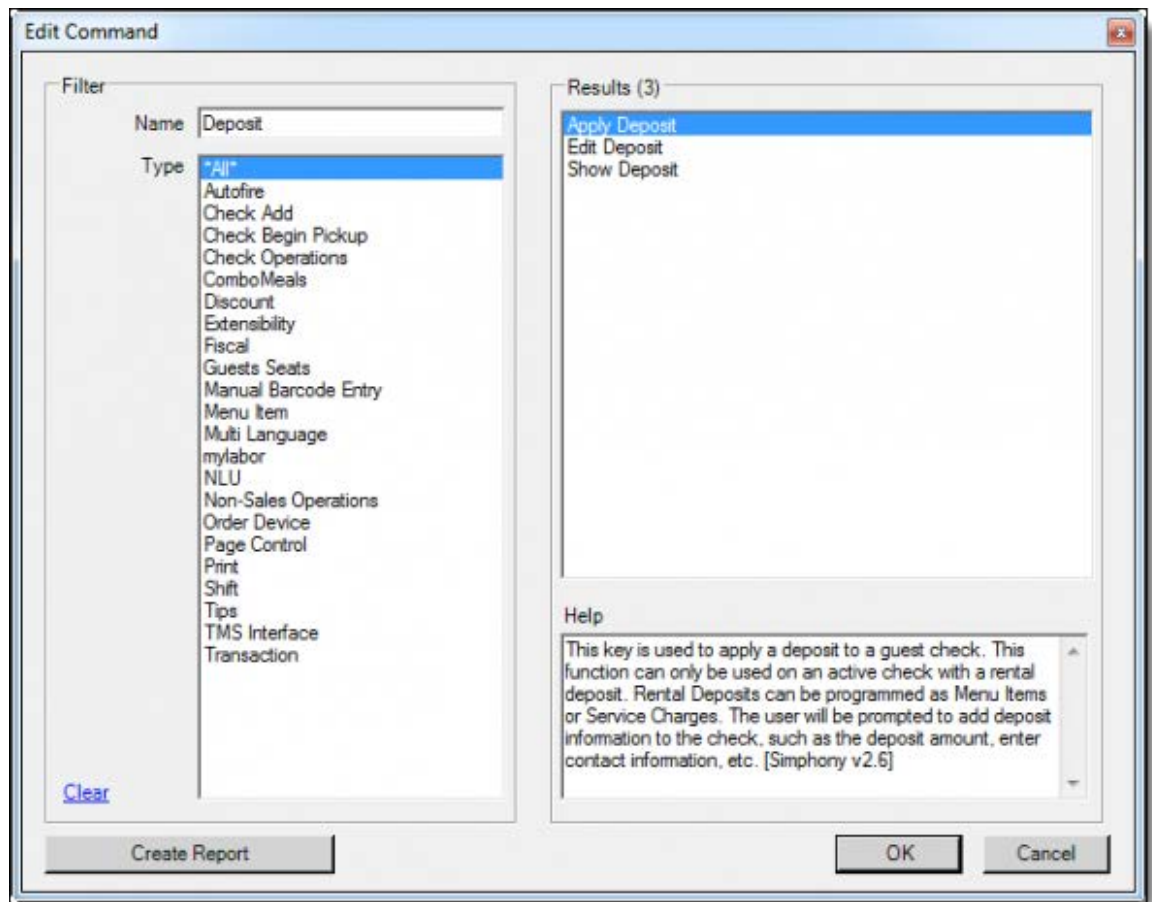 Edit Command
Filter
Name Deposit
Type *All*
Autofire
Check Add
Check Begin Pickup
Check Operations
ComboMeals
Discount
Extensibility
Fiscal
Guests Seats
Manual Barcode Entry
Menu Item
Multi Language
mylabor
NLU
Non-Sales Operations
Order Device
Page Control
Print
Shift
Tips
TMS Interface
Transaction
Clear
Create Report
Results (3)
Apply Deposit
Edit Deposit
Show Deposit
Help
This key is used to apply a deposit to a guest check. This
function can only be used on an active check with a rental
deposit. Rental Deposits can be programmed as Menu Items
or Service Charges. The user will be prompted to add deposit
information to the check, such as the deposit amount, enter
contact information, etc. [Simphony v2.6]
OK
Cancel